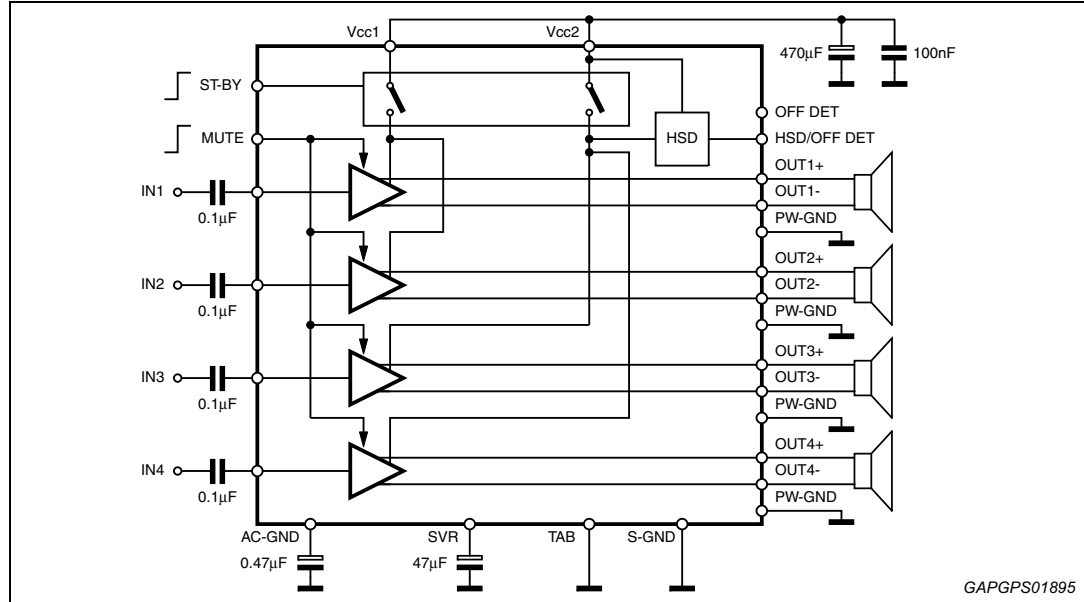 Vcc1
Vcc2
470µF
100nF
ST-BY
OFF DET
MUTE
HSD
HSD/OFF DET
OUT1+
IN1
OUT1-
0.1µF
PW-GND
OUT2+
IN2
OUT2-
0.1µF
PW-GND
OUT3+
IN3
OUT3-
0.1µF
PW-GND
OUT4+
IN4
OUT4-
0.1µF
PW-GND
AC-GND
SVR
TAB
S-GND
0.47µF
47µF
GAPGPS01895